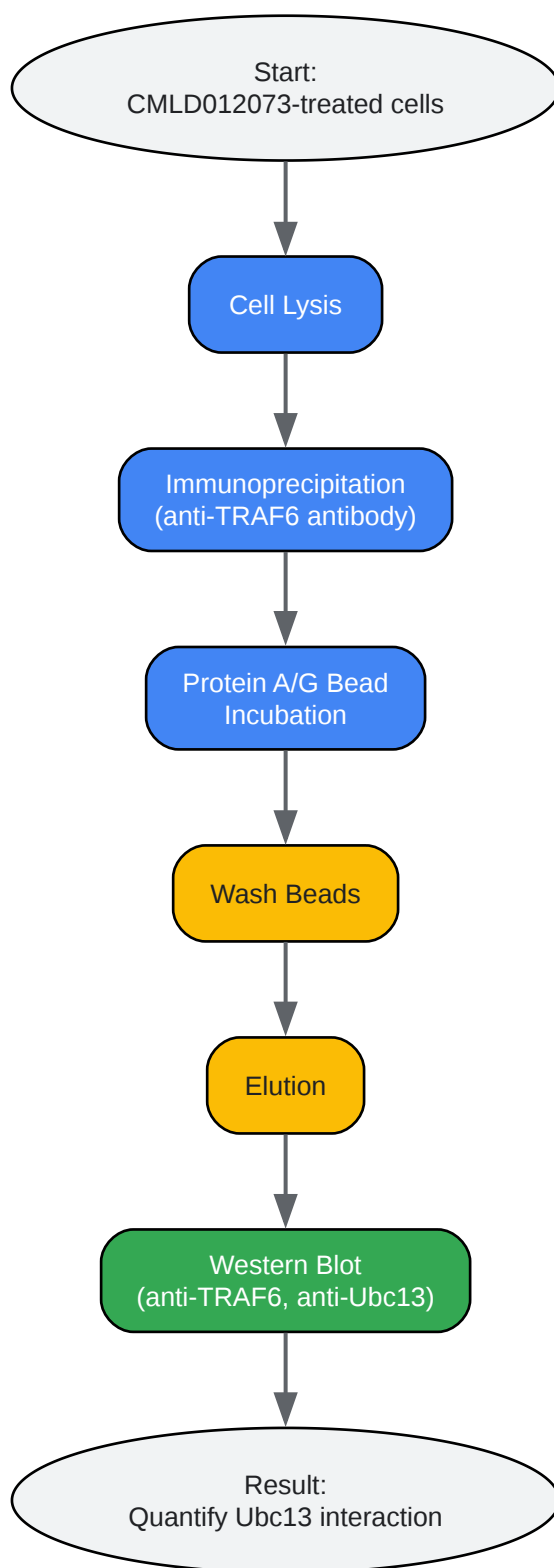 Start:
CMLD012073-treated cells
Cell Lysis
Immunoprecipitation
(anti-TRAF6 antibody)
Protein A/G Bead
Incubation
Wash Beads
Elution
Western Blot
(anti-TRAF6, anti-Ubc13)
Result:
Quantify Ubc13 interaction